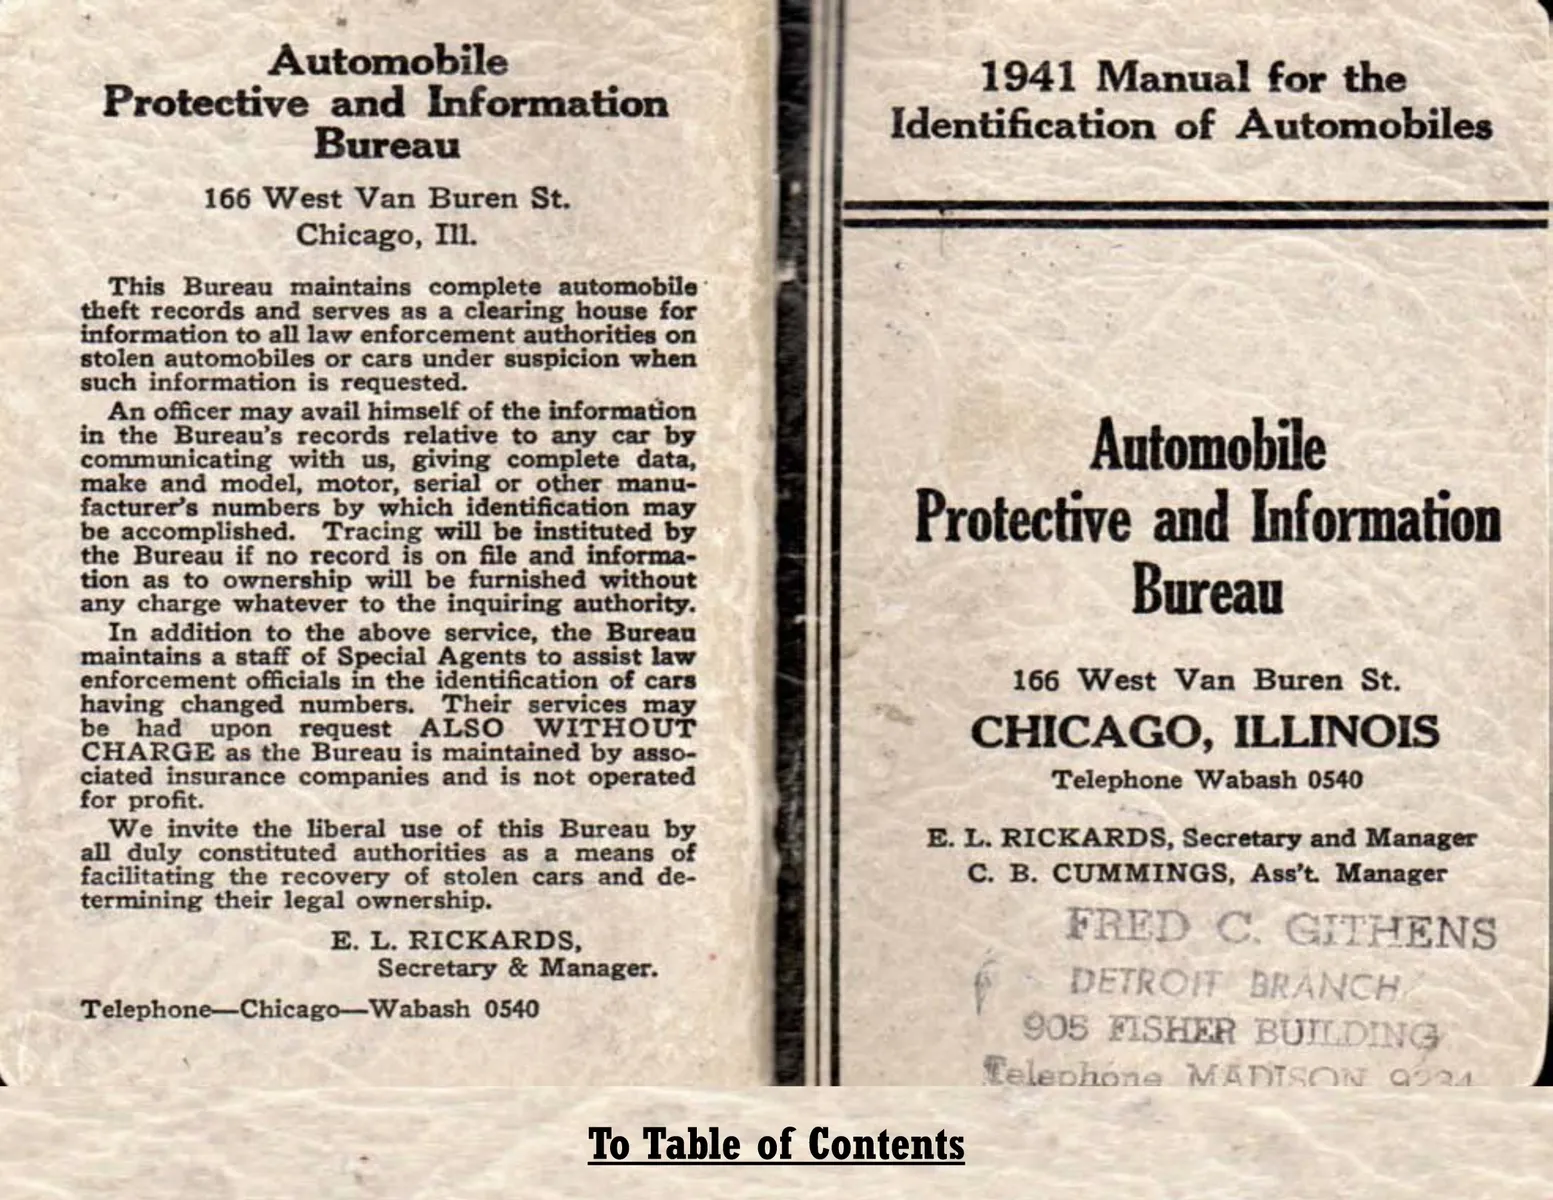 Automobile
Protective and Information
Bureau
166 West Van Buren St.
Chicago, Ill.
This Bureau maintains complete automobile
theft records and serves as a clearing house for
information to all law enforcement authorities on
stolen automobiles or cars under suspicion when
such information is requested.
An officer may avail himself of the information
in the Bureau's records relative to any car by
communicating with us, giving complete data,
make and model, motor, serial or other manu-
facturer's numbers by which identification may
be accomplished. Tracing will be instituted by
the Bureau if no record is on file and informa-
tion as to ownership will be furnished without
any charge whatever to the inquiring authority.
In addition to the above service, the Bureau
maintains a staff of Special Agents to assist law
enforcement officials in the identification of cars
having changed numbers. Their services may
be had upon request ALSO WITHOUT
CHARGE as the Bureau is maintained by asso-
ciated insurance companies and is not operated
for profit.
We invite the liberal use of this Bureau by
all duly constituted authorities as a means of
facilitating the recovery of stolen cars and de-
termining their legal ownership.
E. L. RICKARDS,
Secretary & Manager.
Telephone—Chicago—Wabash 0540
1941 Manual for the
Identification of Automobiles
Automobile
Protective and Information
Bureau
166 West Van Buren St.
CHICAGO, ILLINOIS
Telephone Wabash 0540
E. L. RICKARDS, Secretary and Manager
C. B. CUMMINGS, Ass't. Manager
FRED C. GITHENS
DETROIT BRANCH
905 FISHER BUILDING
Telephone MADISON
To Table of Contents